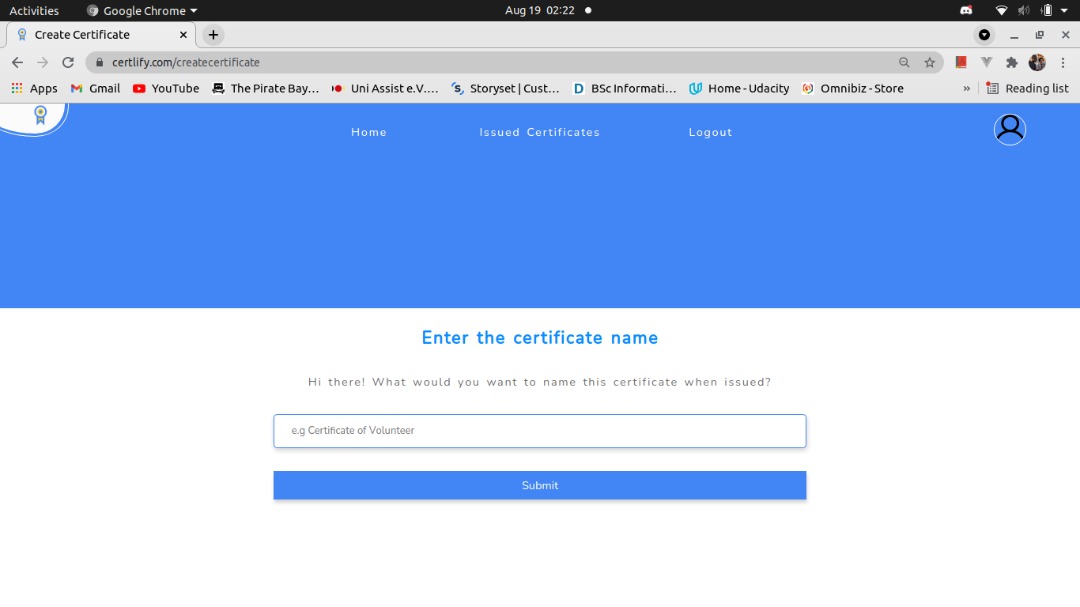 Activities Google Chrome Aug 19 02:22
Create Certificate
certlify.com/createcertificate
Apps Gmail YouTube The Pirate Bay... Uni Assist e.V.... Storyset | Cust... BSc Informati... Home - Udacity Omnibiz - Store » Reading list
Home Issued Certificates Logout
Enter the certificate name
Hi there! What would you want to name this certificate when issued?
e.g Certificate of Volunteer
Submit